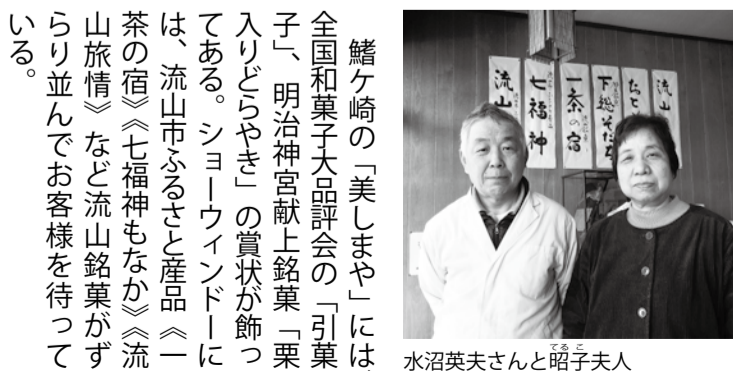 鰭ケ崎の「美しまや」には、
全国和菓子大品評会の「引菓
子」、明治神宮献上銘菓「栗
入りどらやき」の賞状が飾っ
てある。ショーウィンドーに
は、流山市ふるさと産品《一
茶の宿》《七福神もなか》《流
山旅情》など流山銘菓がず
らり並んでお客様を待って
いる。
流山
七福神
一茶の宿
下総そだち
流山
水沼英夫さんと昭子夫人
てる こ